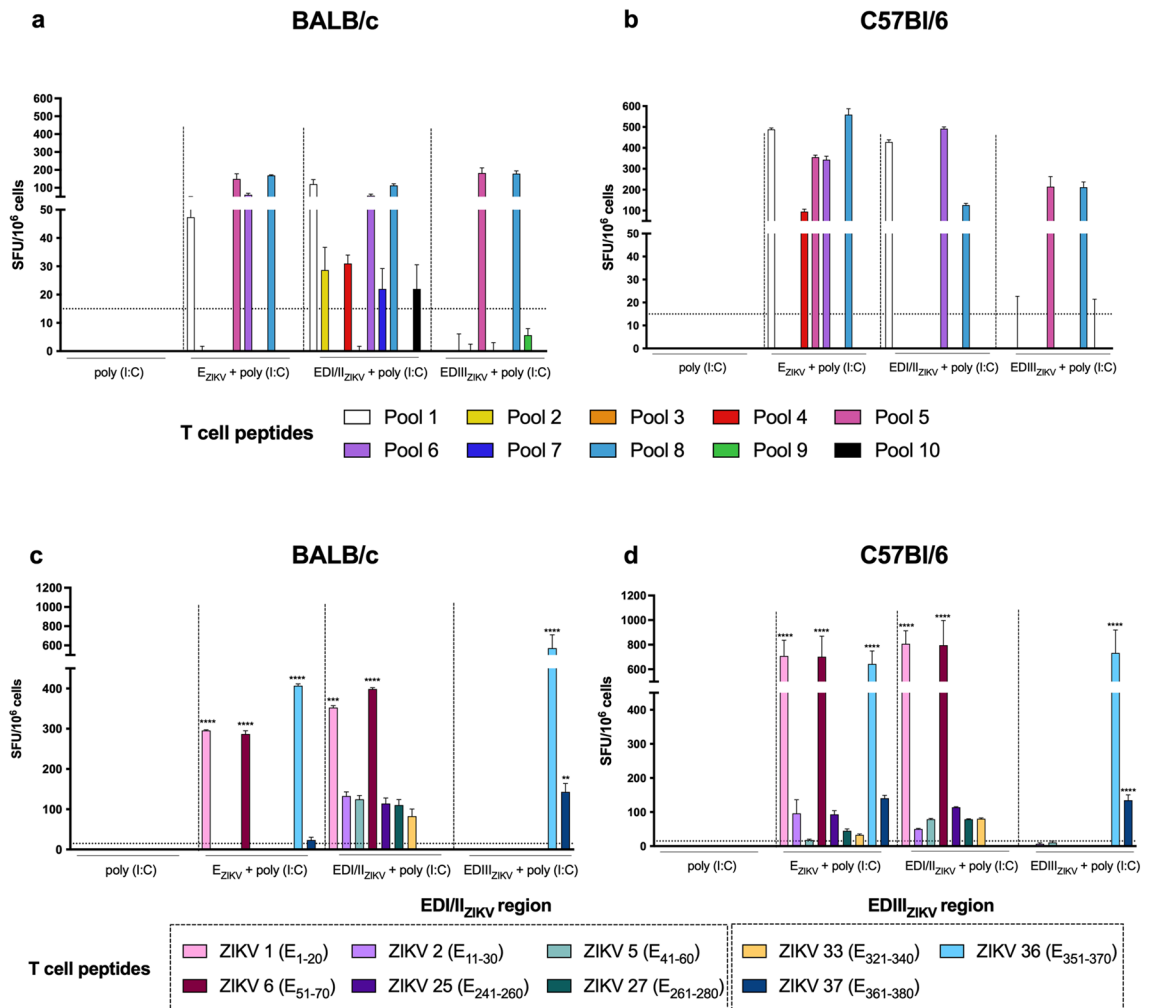 a
BALB/c
b
C57Bl/6
SFU/10⁶ cells
600
500
400
300
200
100
50
40
30
20
10
0
poly (I:C)
E_ZIKV + poly (I:C)
EDI/II_ZIKV + poly (I:C)
EDIII_ZIKV + poly (I:C)
SFU/10⁶ cells
600
500
400
300
200
100
50
40
30
20
10
0
poly (I:C)
E_ZIKV + poly (I:C)
EDI/II_ZIKV + poly (I:C)
EDIII_ZIKV + poly (I:C)
T cell peptides
Pool 1
Pool 2
Pool 3
Pool 4
Pool 5
Pool 6
Pool 7
Pool 8
Pool 9
Pool 10
c
BALB/c
d
C57Bl/6
SFU/10⁶ cells
1200
1000
800
600
400
300
200
100
0
****
****
****
***
****
****
**
poly (I:C)
E_ZIKV + poly (I:C)
EDI/II_ZIKV + poly (I:C)
EDIII_ZIKV + poly (I:C)
SFU/10⁶ cells
1200
1000
800
600
400
300
200
100
0
****
****
****
****
****
****
****
poly (I:C)
E_ZIKV + poly (I:C)
EDI/II_ZIKV + poly (I:C)
EDIII_ZIKV + poly (I:C)
EDI/II_ZIKV region
EDIII_ZIKV region
T cell peptides
ZIKV 1 (E₁₋₂₀)
ZIKV 2 (E₁₁₋₃₀)
ZIKV 5 (E₄₁₋₆₀)
ZIKV 33 (E₃₂₁₋₃₄₀)
ZIKV 36 (E₃₅₁₋₃₇₀)
ZIKV 6 (E₅₁₋₇₀)
ZIKV 25 (E₂₄₁₋₂₆₀)
ZIKV 27 (E₂₆₁₋₂₈₀)
ZIKV 37 (E₃₆₁₋₃₈₀)